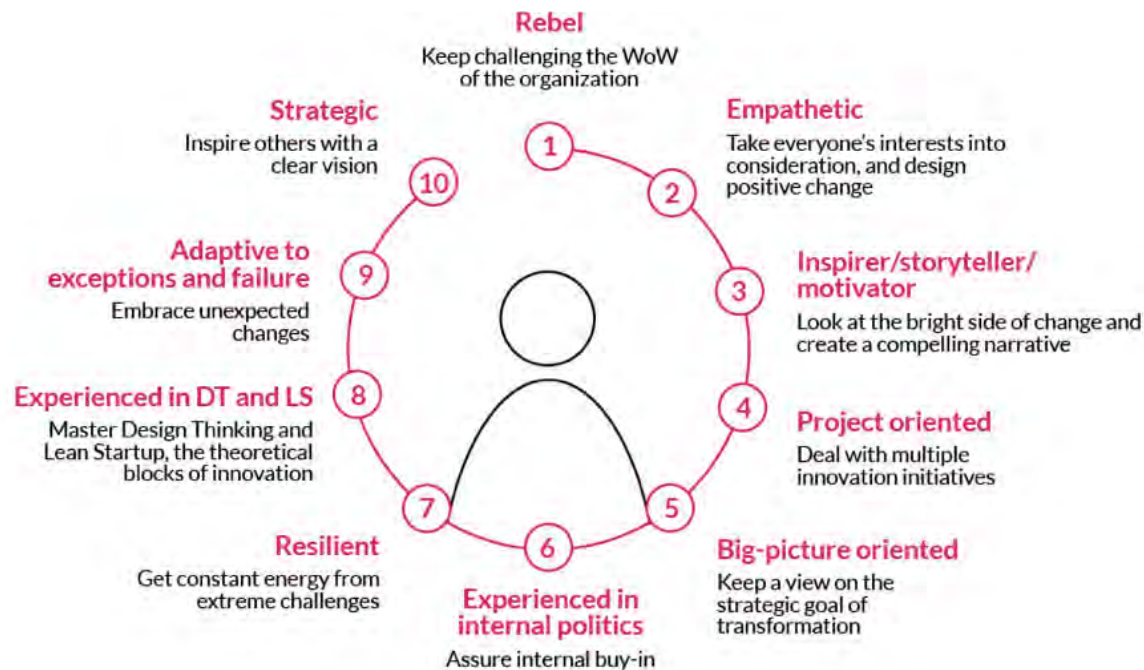 Rebel
Keep challenging the WoW
of the organization
1
Empathetic
Take everyone's interests into
consideration, and design
positive change
2
Inspirer/storyteller/
motivator
Look at the bright side of change and
create a compelling narrative
3
Project oriented
Deal with multiple
innovation initiatives
4
Big-picture oriented
Keep a view on the
strategic goal of
transformation
5
Experienced in
internal politics
Assure internal buy-in
6
Resilient
Get constant energy from
extreme challenges
7
Experienced in DT and LS
Master Design Thinking and
Lean Startup, the theoretical
blocks of innovation
8
Adaptive to
exceptions and failure
Embrace unexpected
changes
9
Strategic
Inspire others with a
clear vision
10